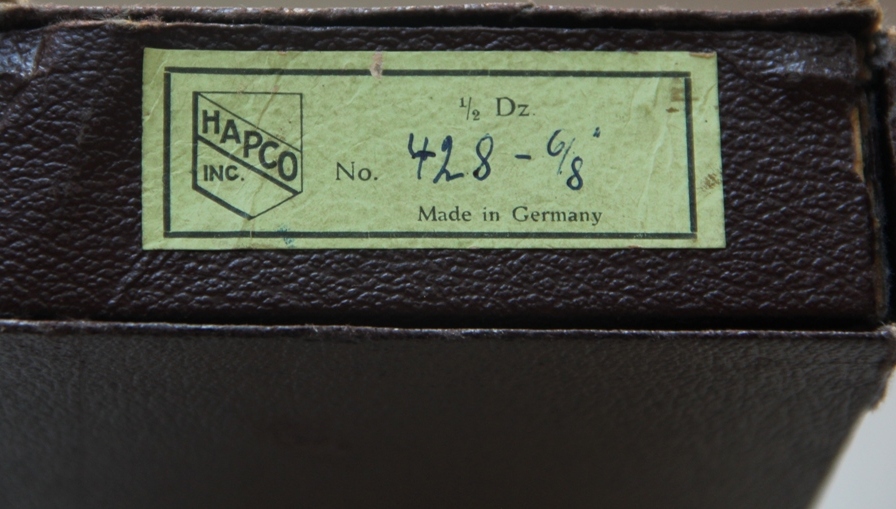 HAPCO
INC.
½ Dz.
No. 428 - 6/8"
Made in Germany